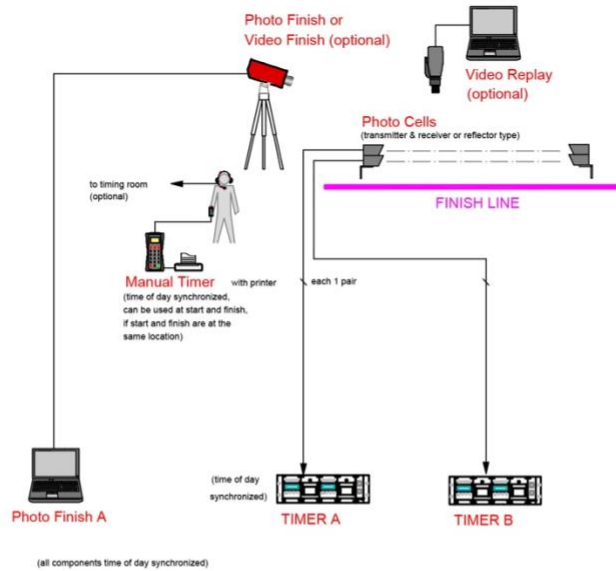 Photo Finish or
Video Finish (optional)
Video Replay
(optional)
Photo Cells
(transmitter & receiver or reflector type)
FINISH LINE
to timing room
(optional)
Manual Timer with printer
(time of day synchronized,
can be used at start and finish,
if start and finish are at the
same location)
each 1 pair
(time of day
synchronized)
Photo Finish A
TIMER A
TIMER B
(all components time of day synchronized)